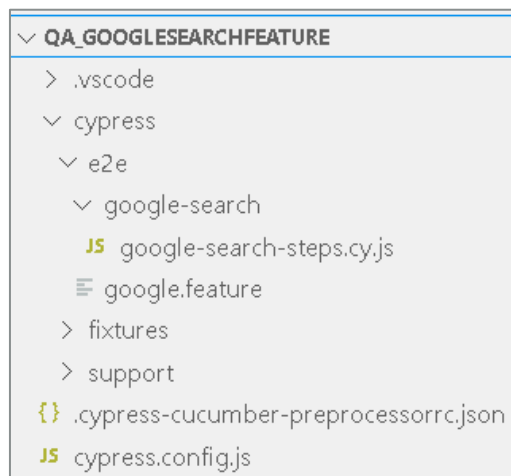 QA_GOOGLESEARCHFEATURE
.vscode
cypress
e2e
google-search
JS google-search-steps.cy.js
google.feature
fixtures
support
{} .cypress-cucumber-preprocessorrc.json
JS cypress.config.js